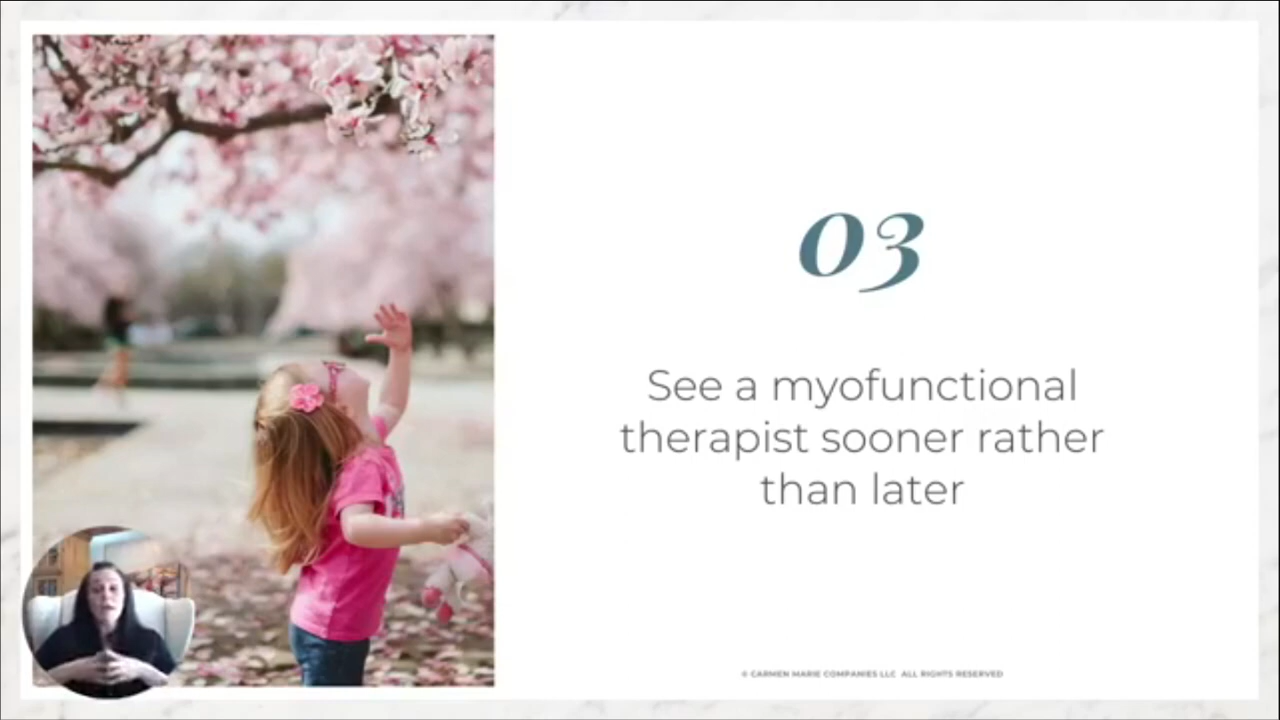 03
See a myofunctional
therapist sooner rather
than later
© CARMEN MARIE COMPANIES LLC ALL RIGHTS RESERVED